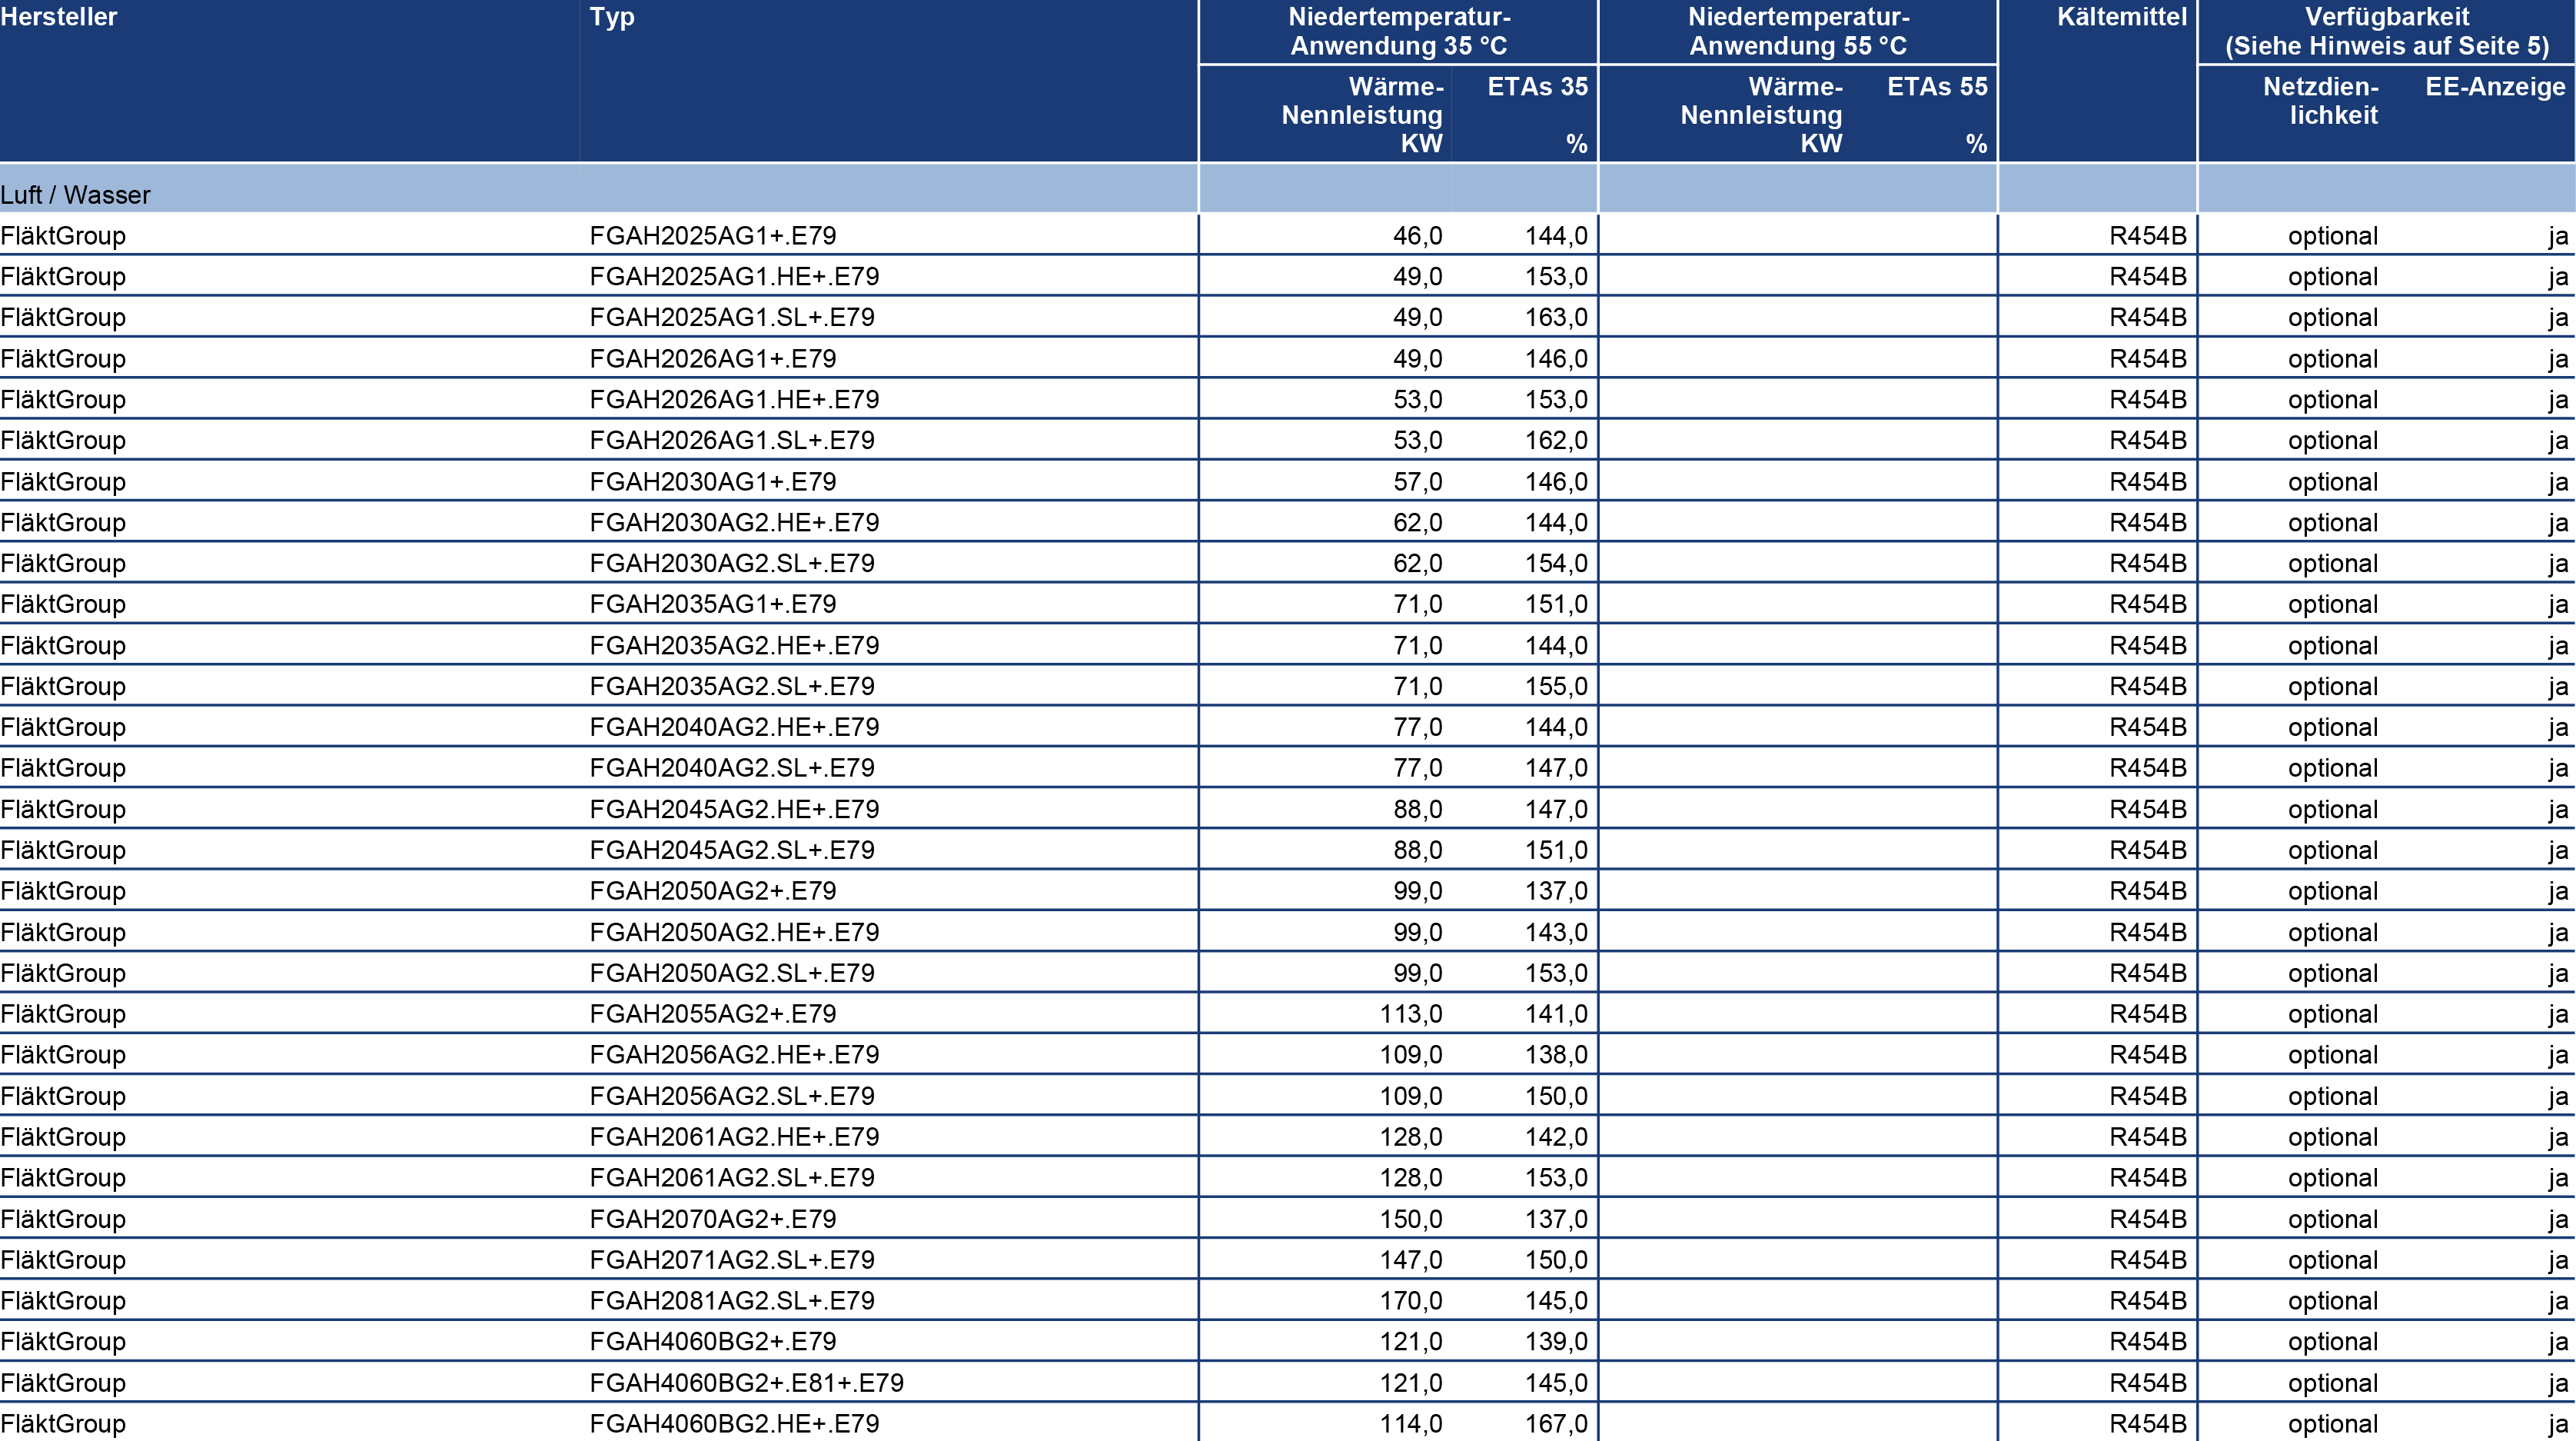 Hersteller Typ Niedertemperatur- Niedertemperatur- Kältemittel Verfügbarkeit
Anwendung 35 °C Anwendung 55 °C (Siehe Hinweis auf Seite 5)
Wärme- ETAs 35 Wärme- ETAs 55 Netzdien- EE-Anzeige
Nennleistung Nennleistung lichkeit
KW % KW %
Luft / Wasser
FläktGroup FGAH2025AG1+.E79 46,0 144,0 R454B optional ja
FläktGroup FGAH2025AG1.HE+.E79 49,0 153,0 R454B optional ja
FläktGroup FGAH2025AG1.SL+.E79 49,0 163,0 R454B optional ja
FläktGroup FGAH2026AG1+.E79 49,0 146,0 R454B optional ja
FläktGroup FGAH2026AG1.HE+.E79 53,0 153,0 R454B optional ja
FläktGroup FGAH2026AG1.SL+.E79 53,0 162,0 R454B optional ja
FläktGroup FGAH2030AG1+.E79 57,0 146,0 R454B optional ja
FläktGroup FGAH2030AG2.HE+.E79 62,0 144,0 R454B optional ja
FläktGroup FGAH2030AG2.SL+.E79 62,0 154,0 R454B optional ja
FläktGroup FGAH2035AG1+.E79 71,0 151,0 R454B optional ja
FläktGroup FGAH2035AG2.HE+.E79 71,0 144,0 R454B optional ja
FläktGroup FGAH2035AG2.SL+.E79 71,0 155,0 R454B optional ja
FläktGroup FGAH2040AG2.HE+.E79 77,0 144,0 R454B optional ja
FläktGroup FGAH2040AG2.SL+.E79 77,0 147,0 R454B optional ja
FläktGroup FGAH2045AG2.HE+.E79 88,0 147,0 R454B optional ja
FläktGroup FGAH2045AG2.SL+.E79 88,0 151,0 R454B optional ja
FläktGroup FGAH2050AG2+.E79 99,0 137,0 R454B optional ja
FläktGroup FGAH2050AG2.HE+.E79 99,0 143,0 R454B optional ja
FläktGroup FGAH2050AG2.SL+.E79 99,0 153,0 R454B optional ja
FläktGroup FGAH2055AG2+.E79 113,0 141,0 R454B optional ja
FläktGroup FGAH2056AG2.HE+.E79 109,0 138,0 R454B optional ja
FläktGroup FGAH2056AG2.SL+.E79 109,0 150,0 R454B optional ja
FläktGroup FGAH2061AG2.HE+.E79 128,0 142,0 R454B optional ja
FläktGroup FGAH2061AG2.SL+.E79 128,0 153,0 R454B optional ja
FläktGroup FGAH2070AG2+.E79 150,0 137,0 R454B optional ja
FläktGroup FGAH2071AG2.SL+.E79 147,0 150,0 R454B optional ja
FläktGroup FGAH2081AG2.SL+.E79 170,0 145,0 R454B optional ja
FläktGroup FGAH4060BG2+.E79 121,0 139,0 R454B optional ja
FläktGroup FGAH4060BG2+.E81+.E79 121,0 145,0 R454B optional ja
FläktGroup FGAH4060BG2.HE+.E79 114,0 167,0 R454B optional ja